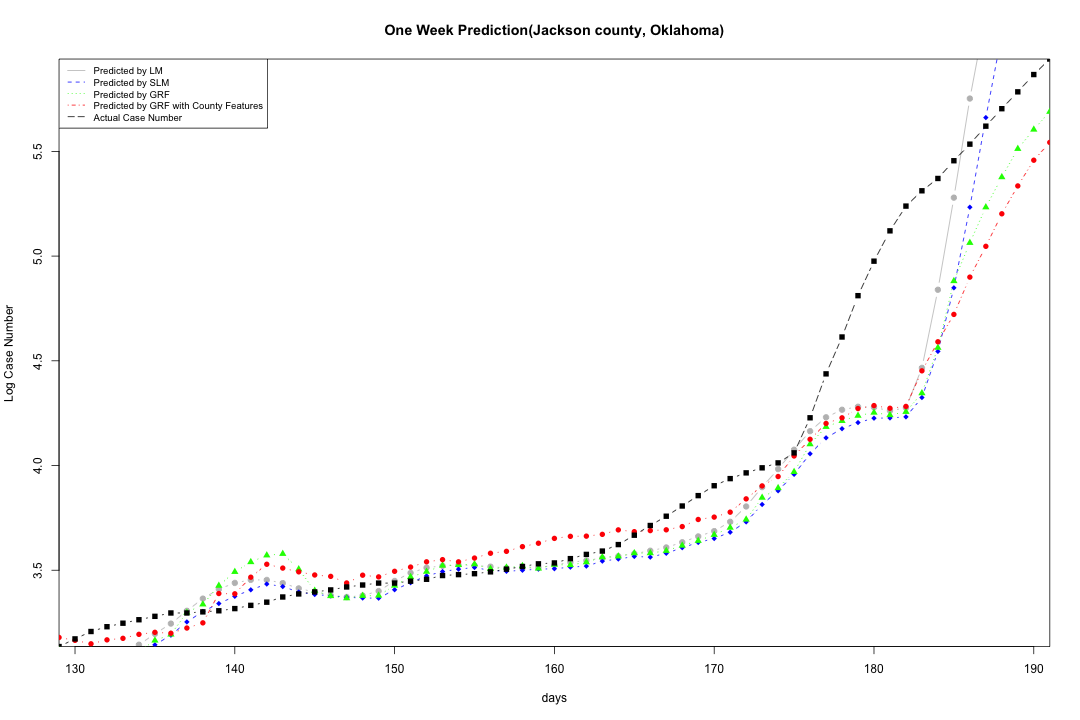 One Week Prediction(Jackson county, Oklahoma)
Predicted by LM
Predicted by SLM
Predicted by GRF
Predicted by GRF with County Features
Actual Case Number
5.5
5.0
4.5
4.0
3.5
Log Case Number
130 140 150 160 170 180 190
days